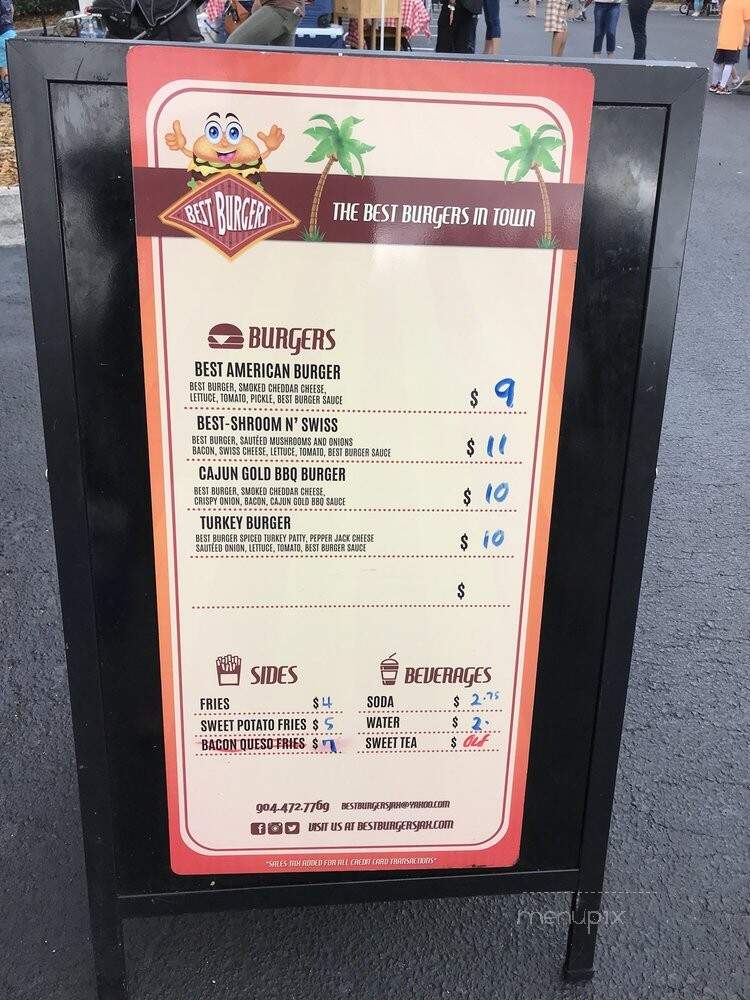 BEST BURGERS
THE BEST BURGERS IN TOWN
BURGERS
BEST AMERICAN BURGER
BEST BURGER, SMOKED CHEDDAR CHEESE,
LETTUCE, TOMATO, PICKLE, BEST BURGER SAUCE
$ 9
BEST-SHROOM N' SWISS
BEST BURGER, SAUTÉED MUSHROOMS AND ONIONS
BACON, SWISS CHEESE, LETTUCE, TOMATO, BEST BURGER SAUCE
$ 11
CAJUN GOLD BBQ BURGER
BEST BURGER, SMOKED CHEDDAR CHEESE,
CRISPY ONION, BACON, CAJUN GOLD BBQ SAUCE
$ 10
TURKEY BURGER
BEST BURGER SPICED TURKEY PATTY, PEPPER JACK CHEESE
SAUTÉED ONION, LETTUCE, TOMATO, BEST BURGER SAUCE
$ 10
$
SIDES
FRIES $ 4
SWEET POTATO FRIES $ 5
BACON QUESO FRIES $ 7
BEVERAGES
SODA $ 2.75
WATER $ 2.
SWEET TEA $ out
904.472.7769 BESTBURGERSJAX@YAHOO.COM
VISIT US AT BESTBURGERSJAX.COM
*SALES TAX ADDED FOR ALL CREDIT CARD TRANSACTIONS*
menupix